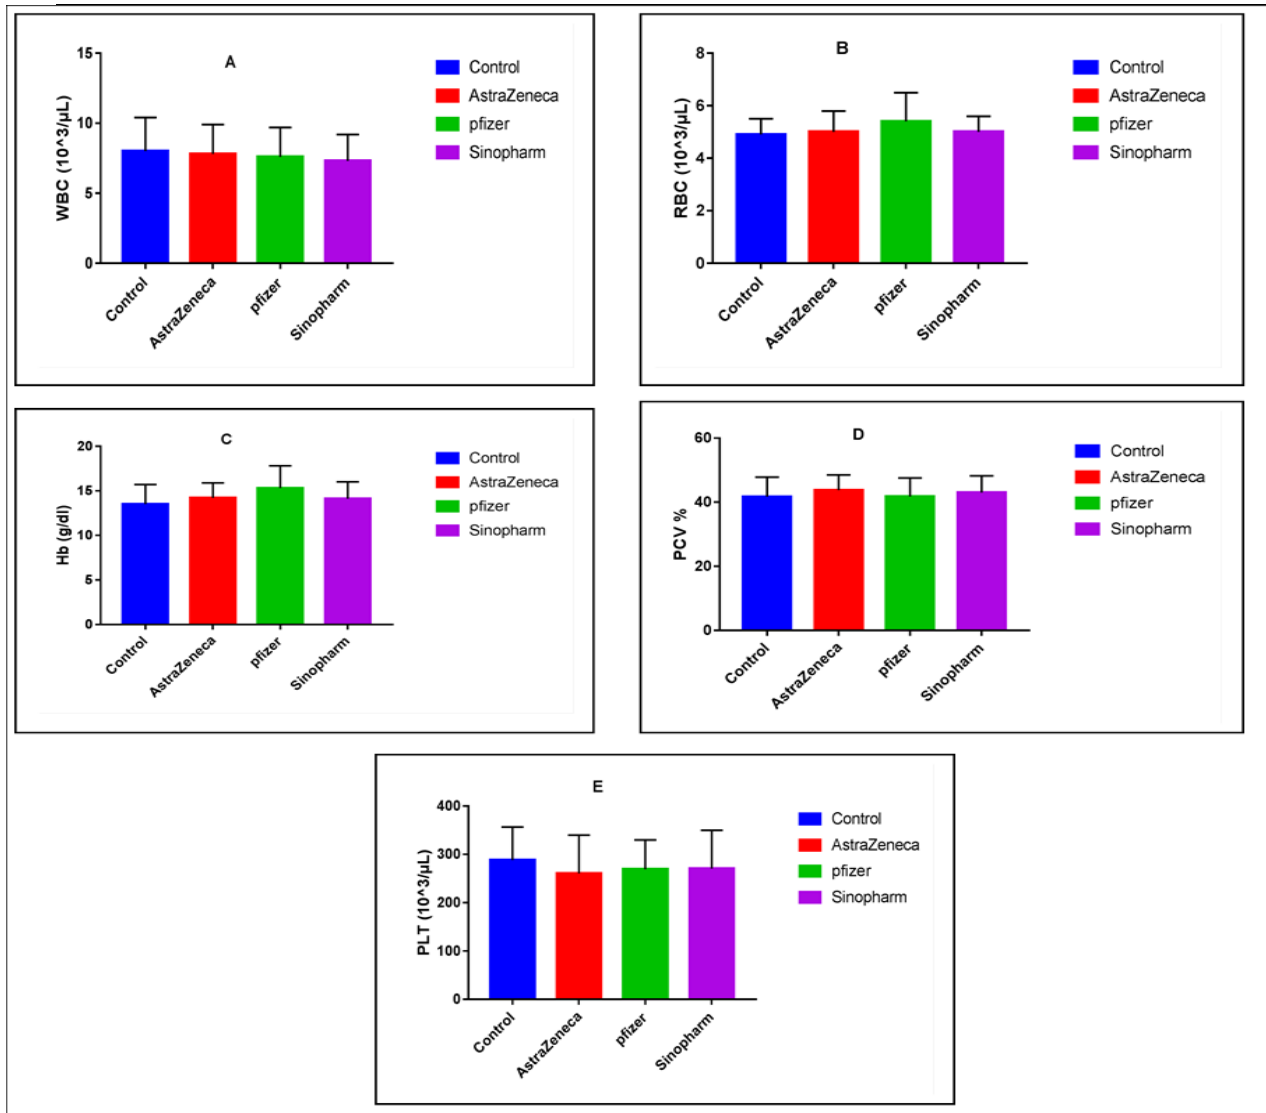 A
WBC (10^3/µL)
15
10
5
0
Control
AstraZeneca
pfizer
Sinopharm
Control
AstraZeneca
pfizer
Sinopharm
B
RBC (10^3/µL)
8
6
4
2
0
Control
AstraZeneca
pfizer
Sinopharm
Control
AstraZeneca
pfizer
Sinopharm
C
Hb (g/dl)
20
15
10
5
0
Control
AstraZeneca
pfizer
Sinopharm
Control
AstraZeneca
pfizer
Sinopharm
D
PCV %
60
40
20
0
Control
AstraZeneca
pfizer
Sinopharm
Control
AstraZeneca
pfizer
Sinopharm
E
PLT (10^3/µL)
400
300
200
100
0
Control
AstraZeneca
pfizer
Sinopharm
Control
AstraZeneca
pfizer
Sinopharm